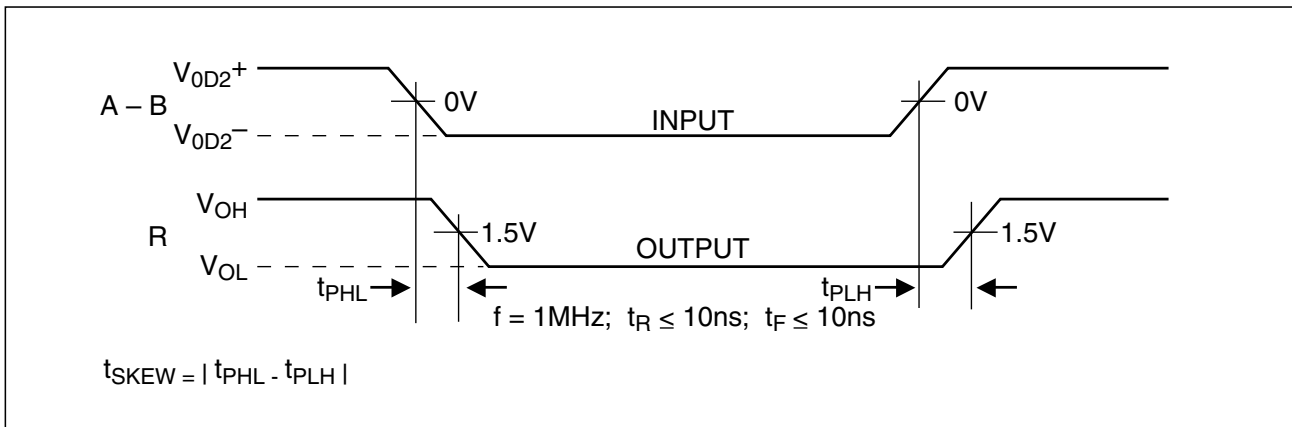 V0D2+
A – B
0V
0V
INPUT
V0D2–
VOH
R
1.5V
1.5V
OUTPUT
VOL
tPHL
tPLH
f = 1MHz; tR ≤ 10ns; tF ≤ 10ns
tSKEW = | tPHL - tPLH |